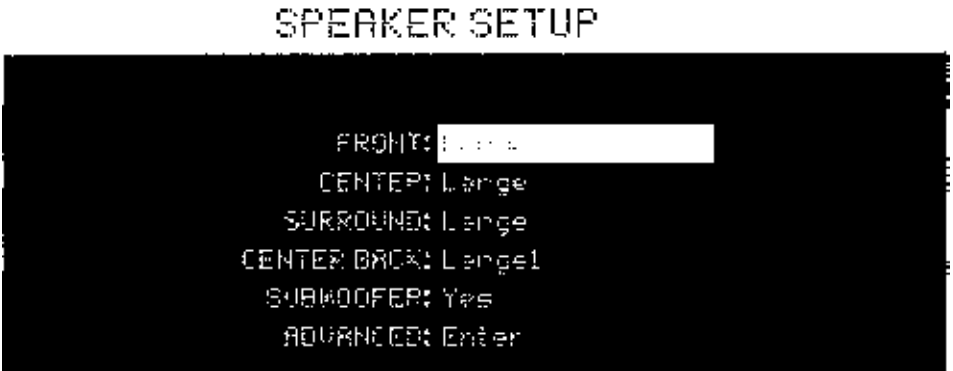 SPEAKER SETUP
FRONT:
CENTER: Large
SURROUND: Large
CENTER BACK: Large1
SUBWOOFER: Yes
ADVANCED: Enter